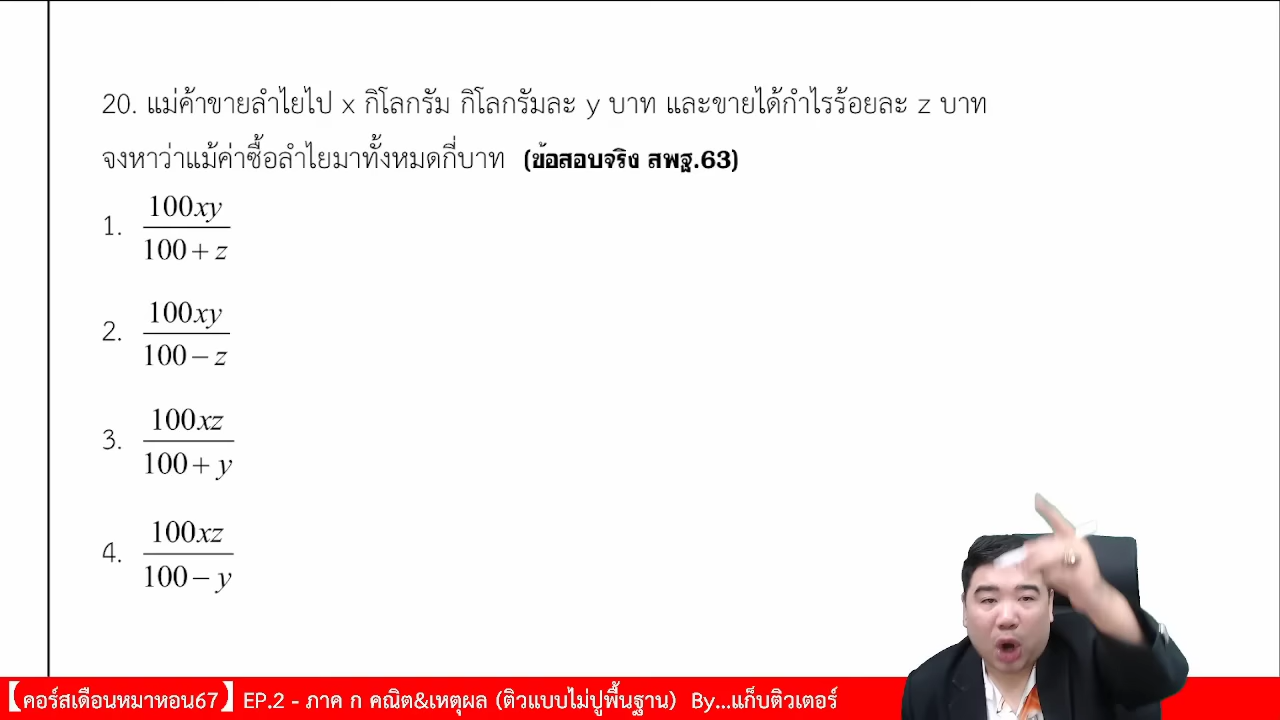 20. แม่ค้าขายลำไยไป x กิโลกรัม กิโลกรัมละ y บาท และขายได้กำไรร้อยละ z บาท
จงหาว่าแม้ค่าซื้อลำไยมาทั้งหมดกี่บาท (ข้อสอบจริง สพฐ.63)
1. 100xy
100 + z
2. 100xy
100 − z
3. 100xz
100 + y
4. 100xz
100 − y
【คอร์สเดือนหมาหอน67】 EP.2 - ภาค ก คณิต&เหตุผล (ติวแบบไม่ปูพื้นฐาน) By...แก็บติวเตอร์